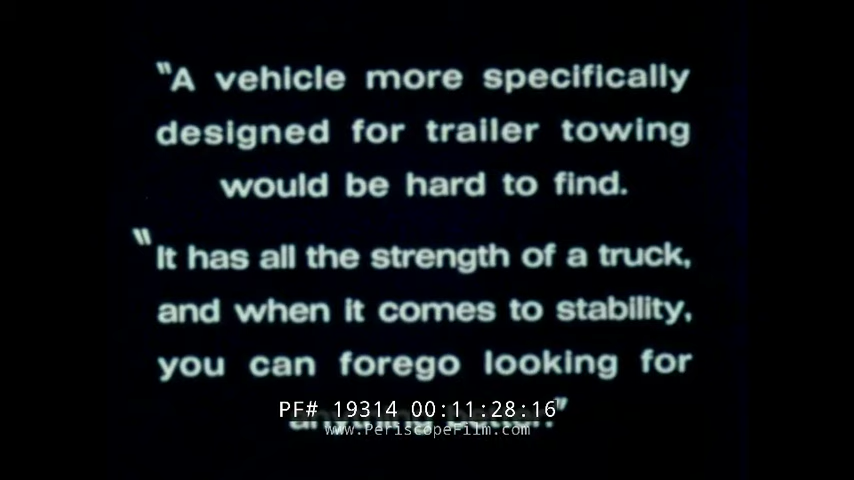 "A vehicle more specifically
designed for trailer towing
would be hard to find.
"It has all the strength of a truck,
and when it comes to stability,
you can forego looking for
anything better."
PF# 19314 00:11:28:16
www.PeriscopeFilm.com